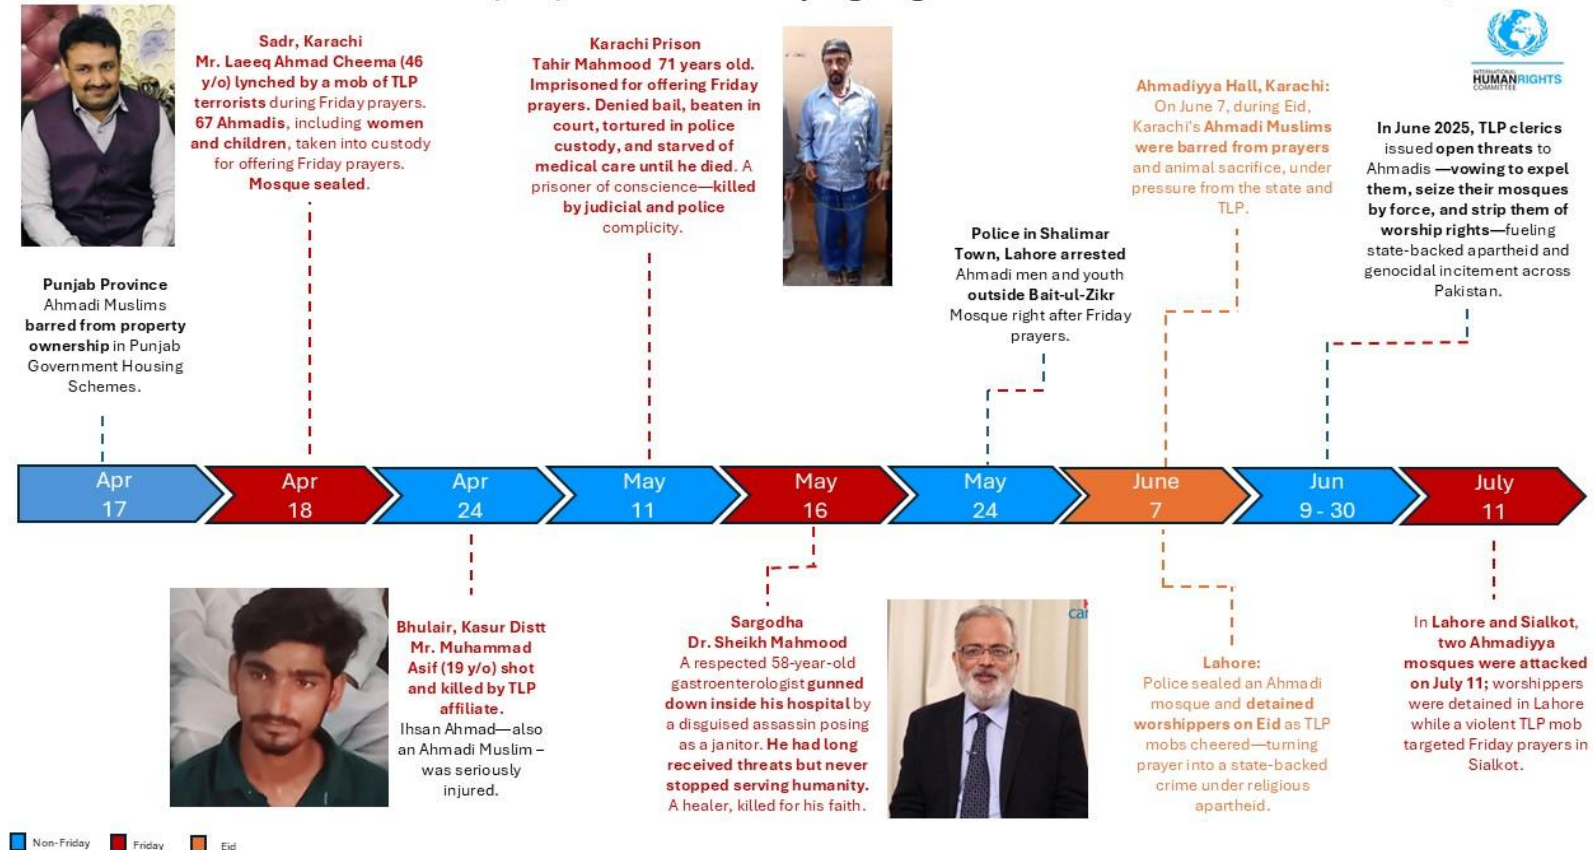 INTERNATIONAL
HUMANRIGHTS
COMMITTEE
Punjab Province
Ahmadi Muslims
barred from property
ownership in Punjab
Government Housing
Schemes.
Sadr, Karachi
Mr. Laeeq Ahmad Cheema (46
y/o) lynched by a mob of TLP
terrorists during Friday prayers.
67 Ahmadis, including women
and children, taken into custody
for offering Friday prayers.
Mosque sealed.
Karachi Prison
Tahir Mahmood 71 years old.
Imprisoned for offering Friday
prayers. Denied bail, beaten in
court, tortured in police
custody, and starved of
medical care until he died. A
prisoner of conscience—killed
by judicial and police
complicity.
Police in Shalimar
Town, Lahore arrested
Ahmadi men and youth
outside Bait-ul-Zikr
Mosque right after Friday
prayers.
Ahmadiyya Hall, Karachi:
On June 7, during Eid,
Karachi's Ahmadi Muslims
were barred from prayers
and animal sacrifice, under
pressure from the state and
TLP.
In June 2025, TLP clerics
issued open threats to
Ahmadis —vowing to expel
them, seize their mosques
by force, and strip them of
worship rights—fueling
state-backed apartheid and
genocidal incitement across
Pakistan.
Apr
17
Apr
18
Apr
24
May
11
May
16
May
24
June
7
Jun
9 - 30
July
11
Bhulair, Kasur Distt
Mr. Muhammad
Asif (19 y/o) shot
and killed by TLP
affiliate.
Ihsan Ahmad—also
an Ahmadi Muslim –
was seriously
injured.
Sargodha
Dr. Sheikh Mahmood
A respected 58-year-old
gastroenterologist gunned
down inside his hospital by
a disguised assassin posing
as a janitor. He had long
received threats but never
stopped serving humanity.
A healer, killed for his faith.
Lahore:
Police sealed an Ahmadi
mosque and detained
worshippers on Eid as TLP
mobs cheered—turning
prayer into a state-backed
crime under religious
apartheid.
In Lahore and Sialkot,
two Ahmadiyya
mosques were attacked
on July 11; worshippers
were detained in Lahore
while a violent TLP mob
targeted Friday prayers in
Sialkot.
Non-Friday
Friday
Eid